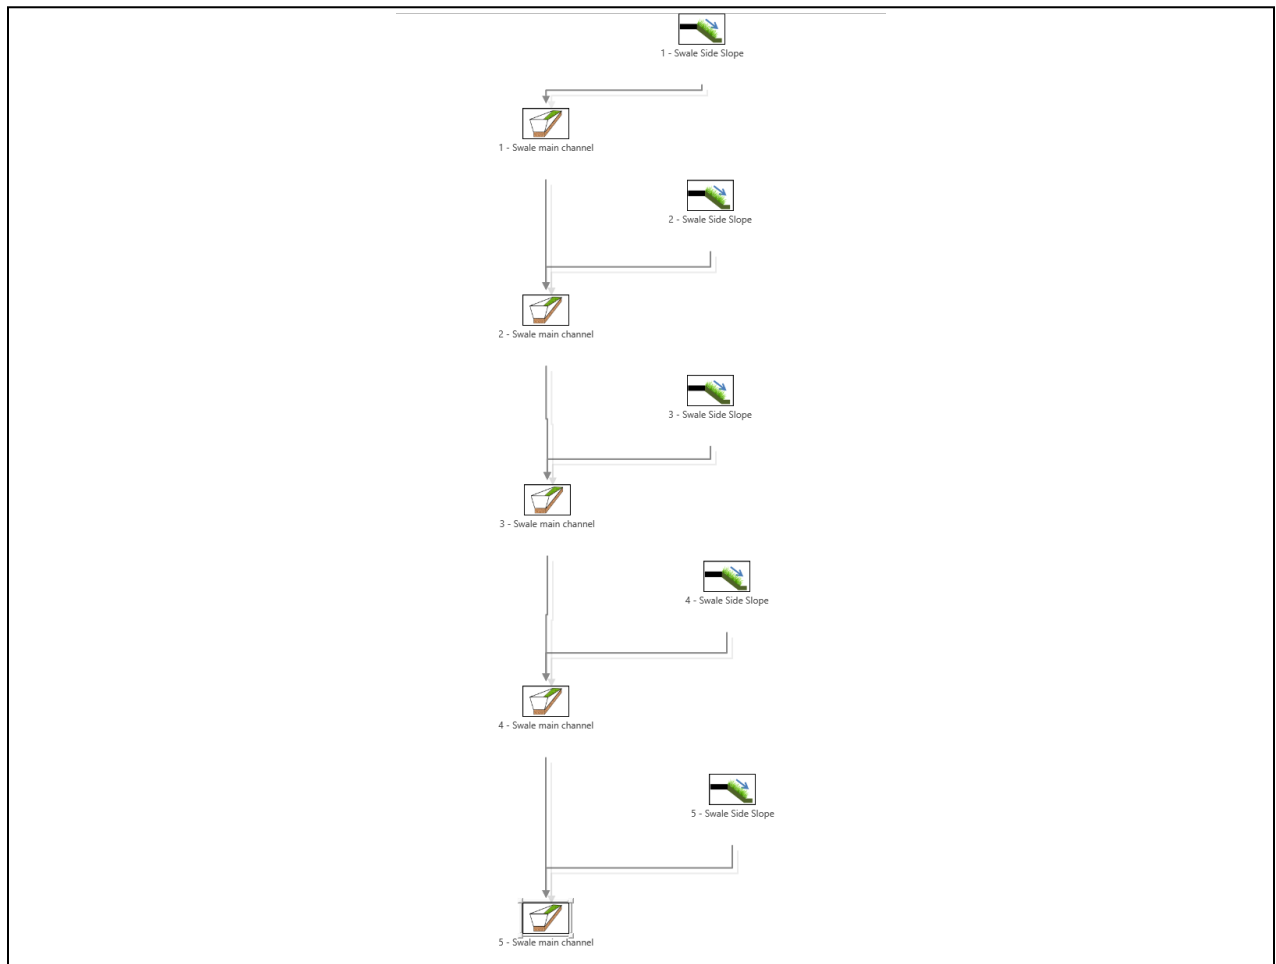 1 - Swale Side Slope
1 - Swale main channel
2 - Swale Side Slope
2 - Swale main channel
3 - Swale Side Slope
3 - Swale main channel
4 - Swale Side Slope
4 - Swale main channel
5 - Swale Side Slope
5 - Swale main channel